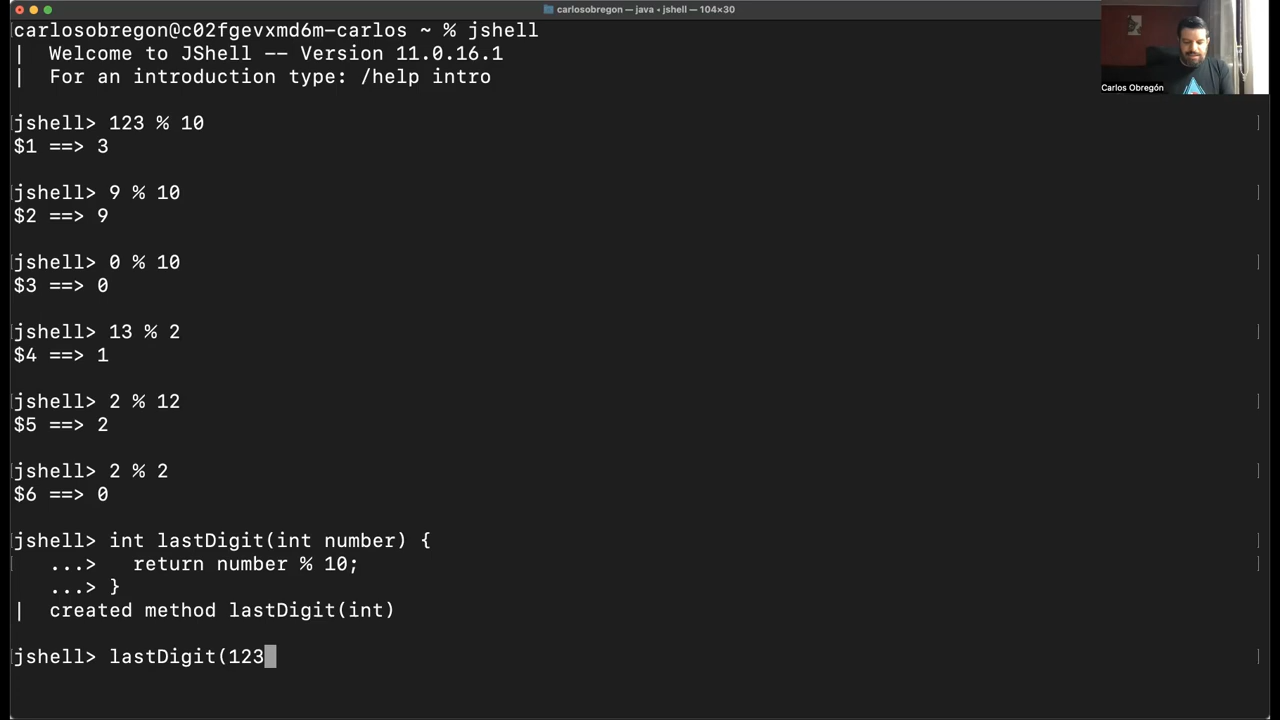 carlosobregon — java ◂ jshell — 104×30
carlosobregon@c02fgevxmd6m-carlos ~ % jshell
|  Welcome to JShell -- Version 11.0.16.1
|  For an introduction type: /help intro
Carlos Obregón
jshell> 123 % 10
$1 ==> 3
jshell> 9 % 10
$2 ==> 9
jshell> 0 % 10
$3 ==> 0
jshell> 13 % 2
$4 ==> 1
jshell> 2 % 12
$5 ==> 2
jshell> 2 % 2
$6 ==> 0
jshell> int lastDigit(int number) {
   ...>   return number % 10;
   ...> }
|  created method lastDigit(int)
jshell> lastDigit(123